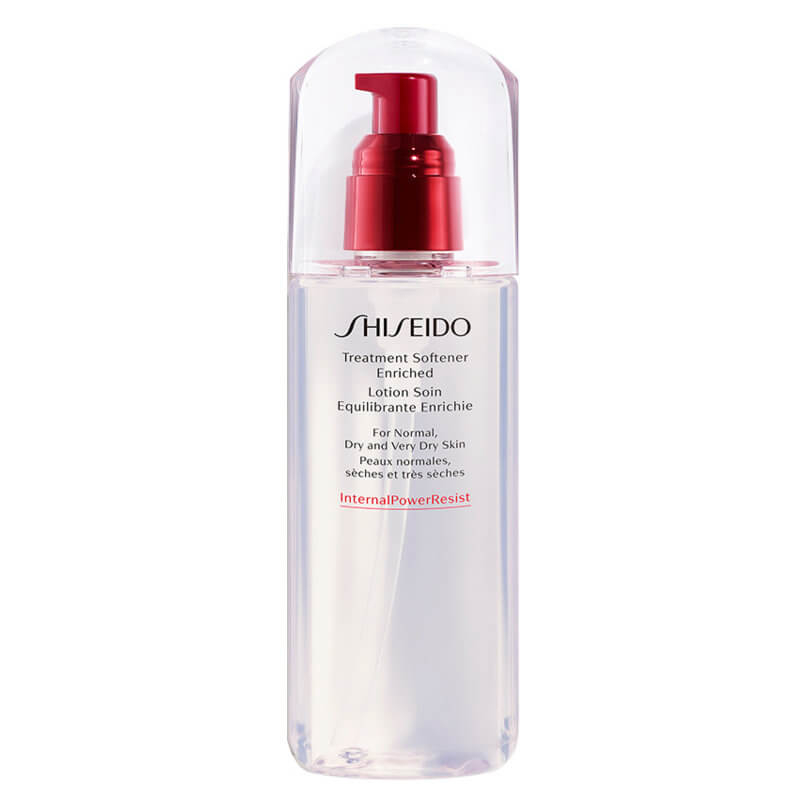 SHISEIDO
Treatment Softener
Enriched
Lotion Soin
Equilibrante Enrichie
For Normal,
Dry and Very Dry Skin
Peaux normales,
sèches et très sèches
InternalPowerResist